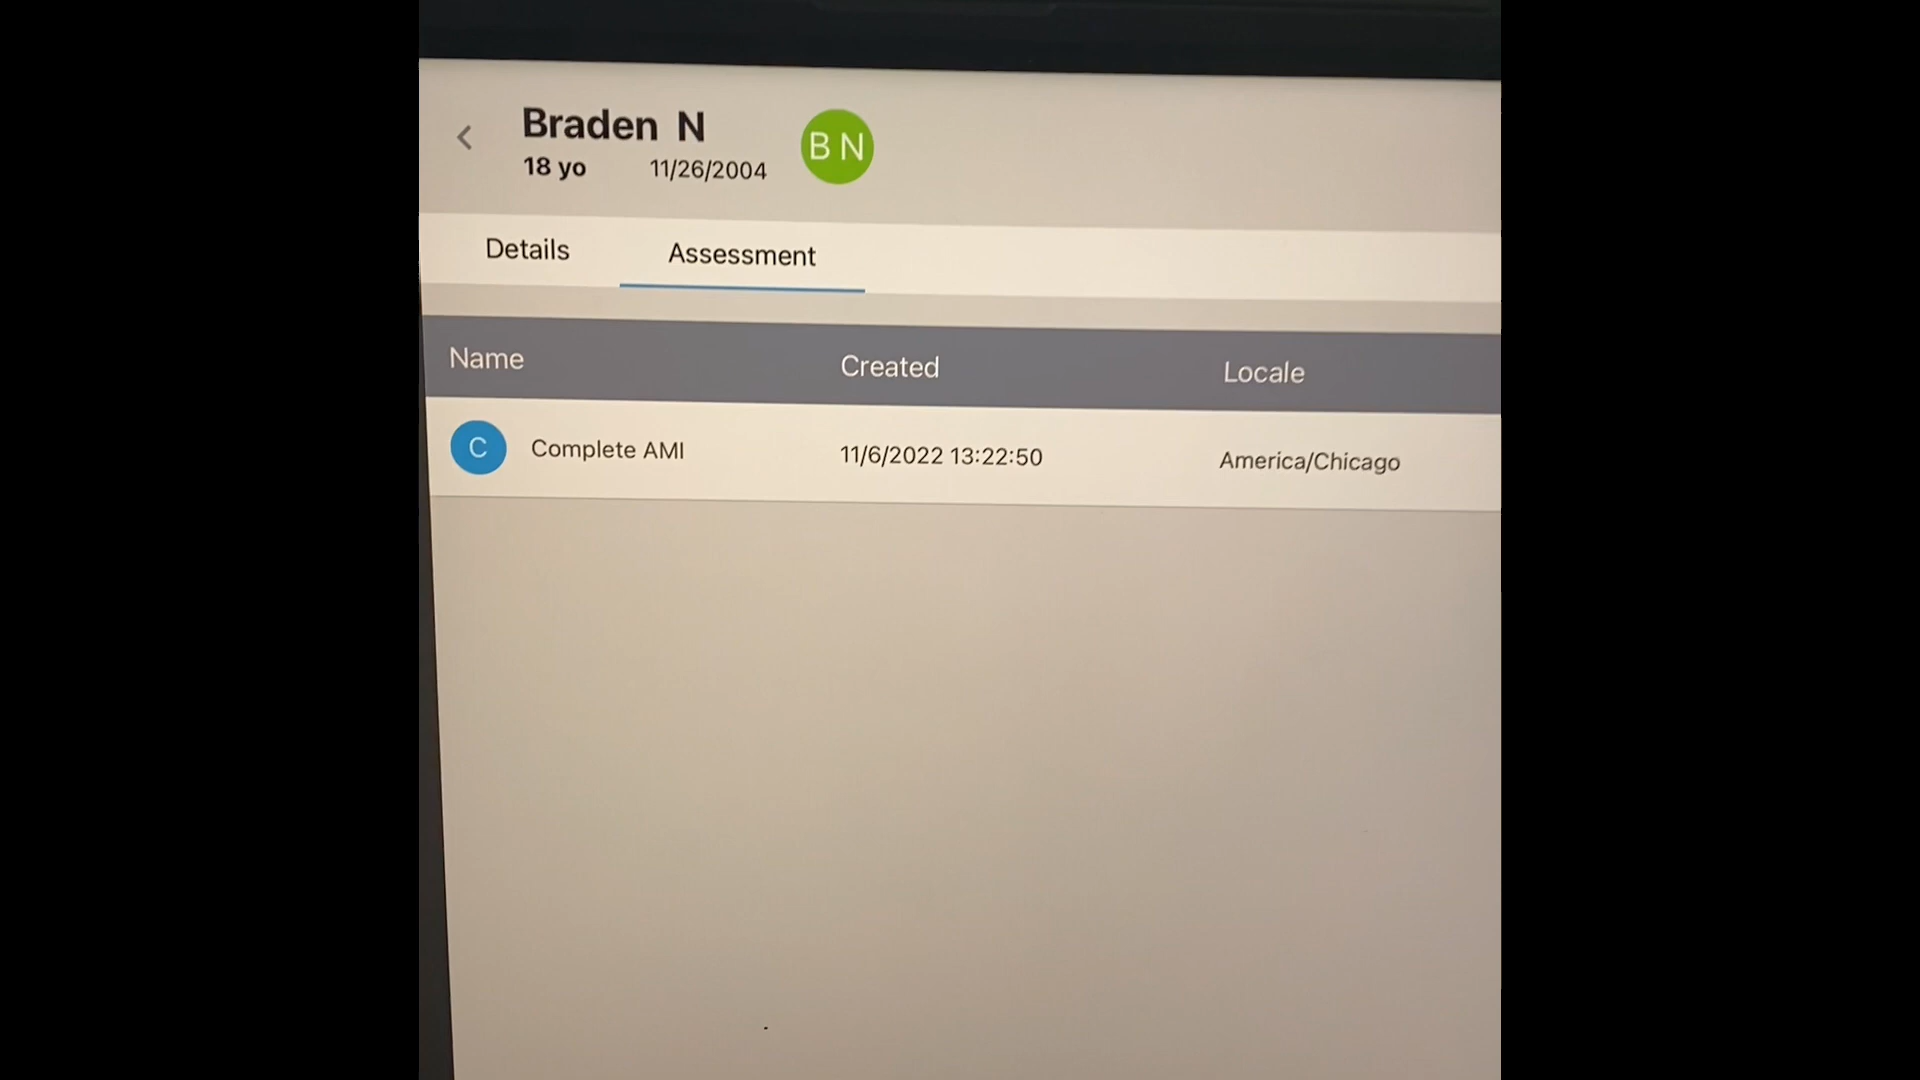 Braden N
18 yo 11/26/2004
B N
Details Assessment
Name Created Locale
C Complete AMI 11/6/2022 13:22:50 America/Chicago